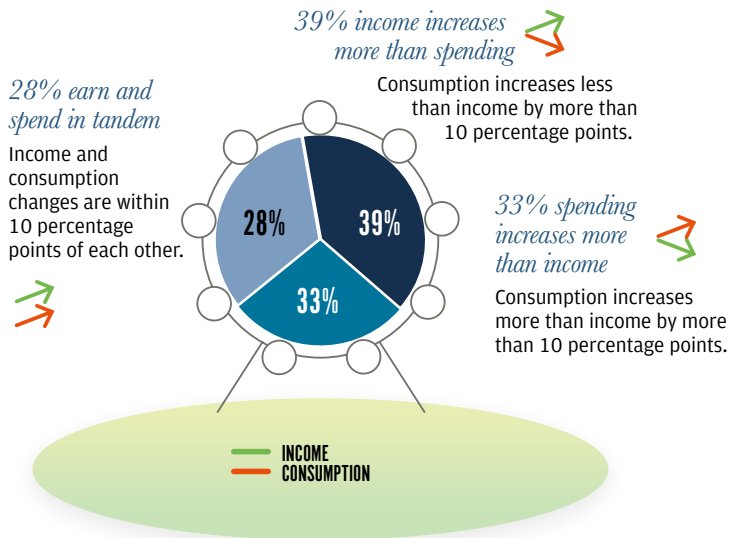 39% income increases
more than spending
Consumption increases less
than income by more than
10 percentage points.
28% earn and
spend in tandem
Income and
consumption
changes are within
10 percentage
points of each other.
33% spending
increases more
than income
Consumption increases
more than income by more
than 10 percentage points.
28%
39%
33%
INCOME
CONSUMPTION